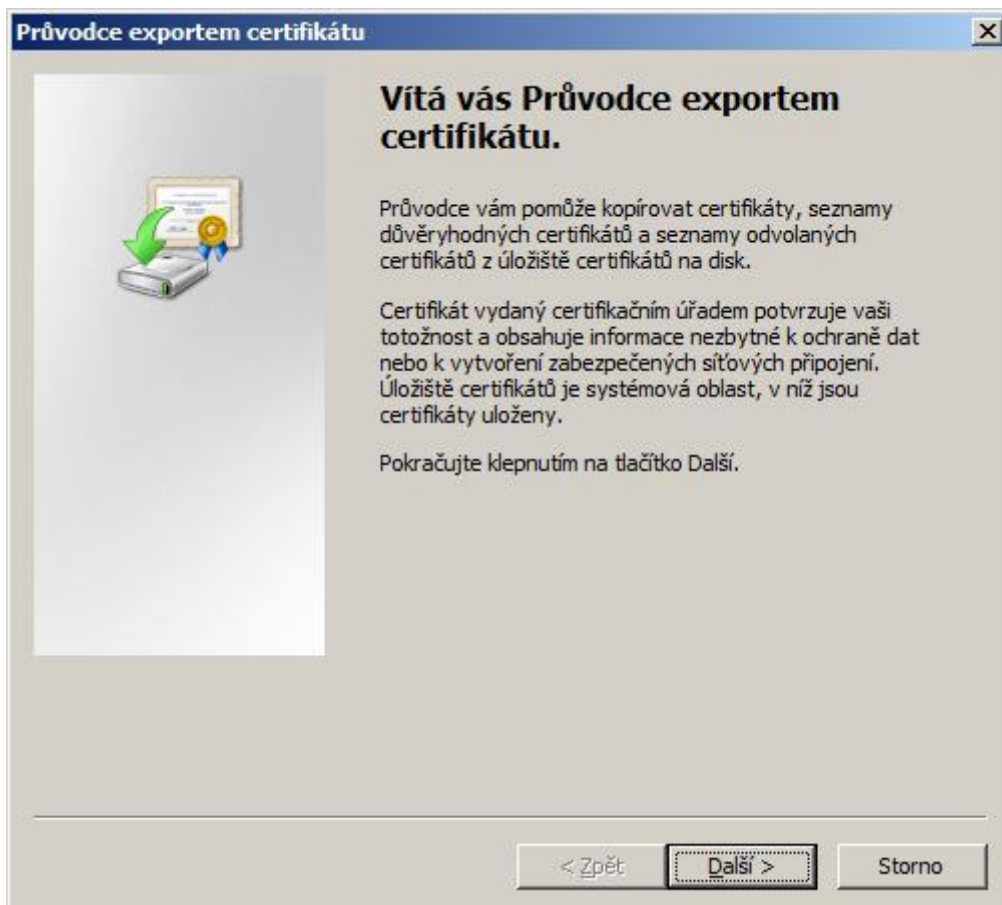 Průvodce exportem certifikátu
Vítá vás Průvodce exportem
certifikátu.
Průvodce vám pomůže kopírovat certifikáty, seznamy
důvěryhodných certifikátů a seznamy odvolaných
certifikátů z úložiště certifikátů na disk.
Certifikát vydaný certifikačním úřadem potvrzuje vaši
totožnost a obsahuje informace nezbytné k ochraně dat
nebo k vytvoření zabezpečených síťových připojení.
Úložiště certifikátů je systémová oblast, v níž jsou
certifikáty uloženy.
Pokračujte klepnutím na tlačítko Další.
< Zpět
Další >
Storno